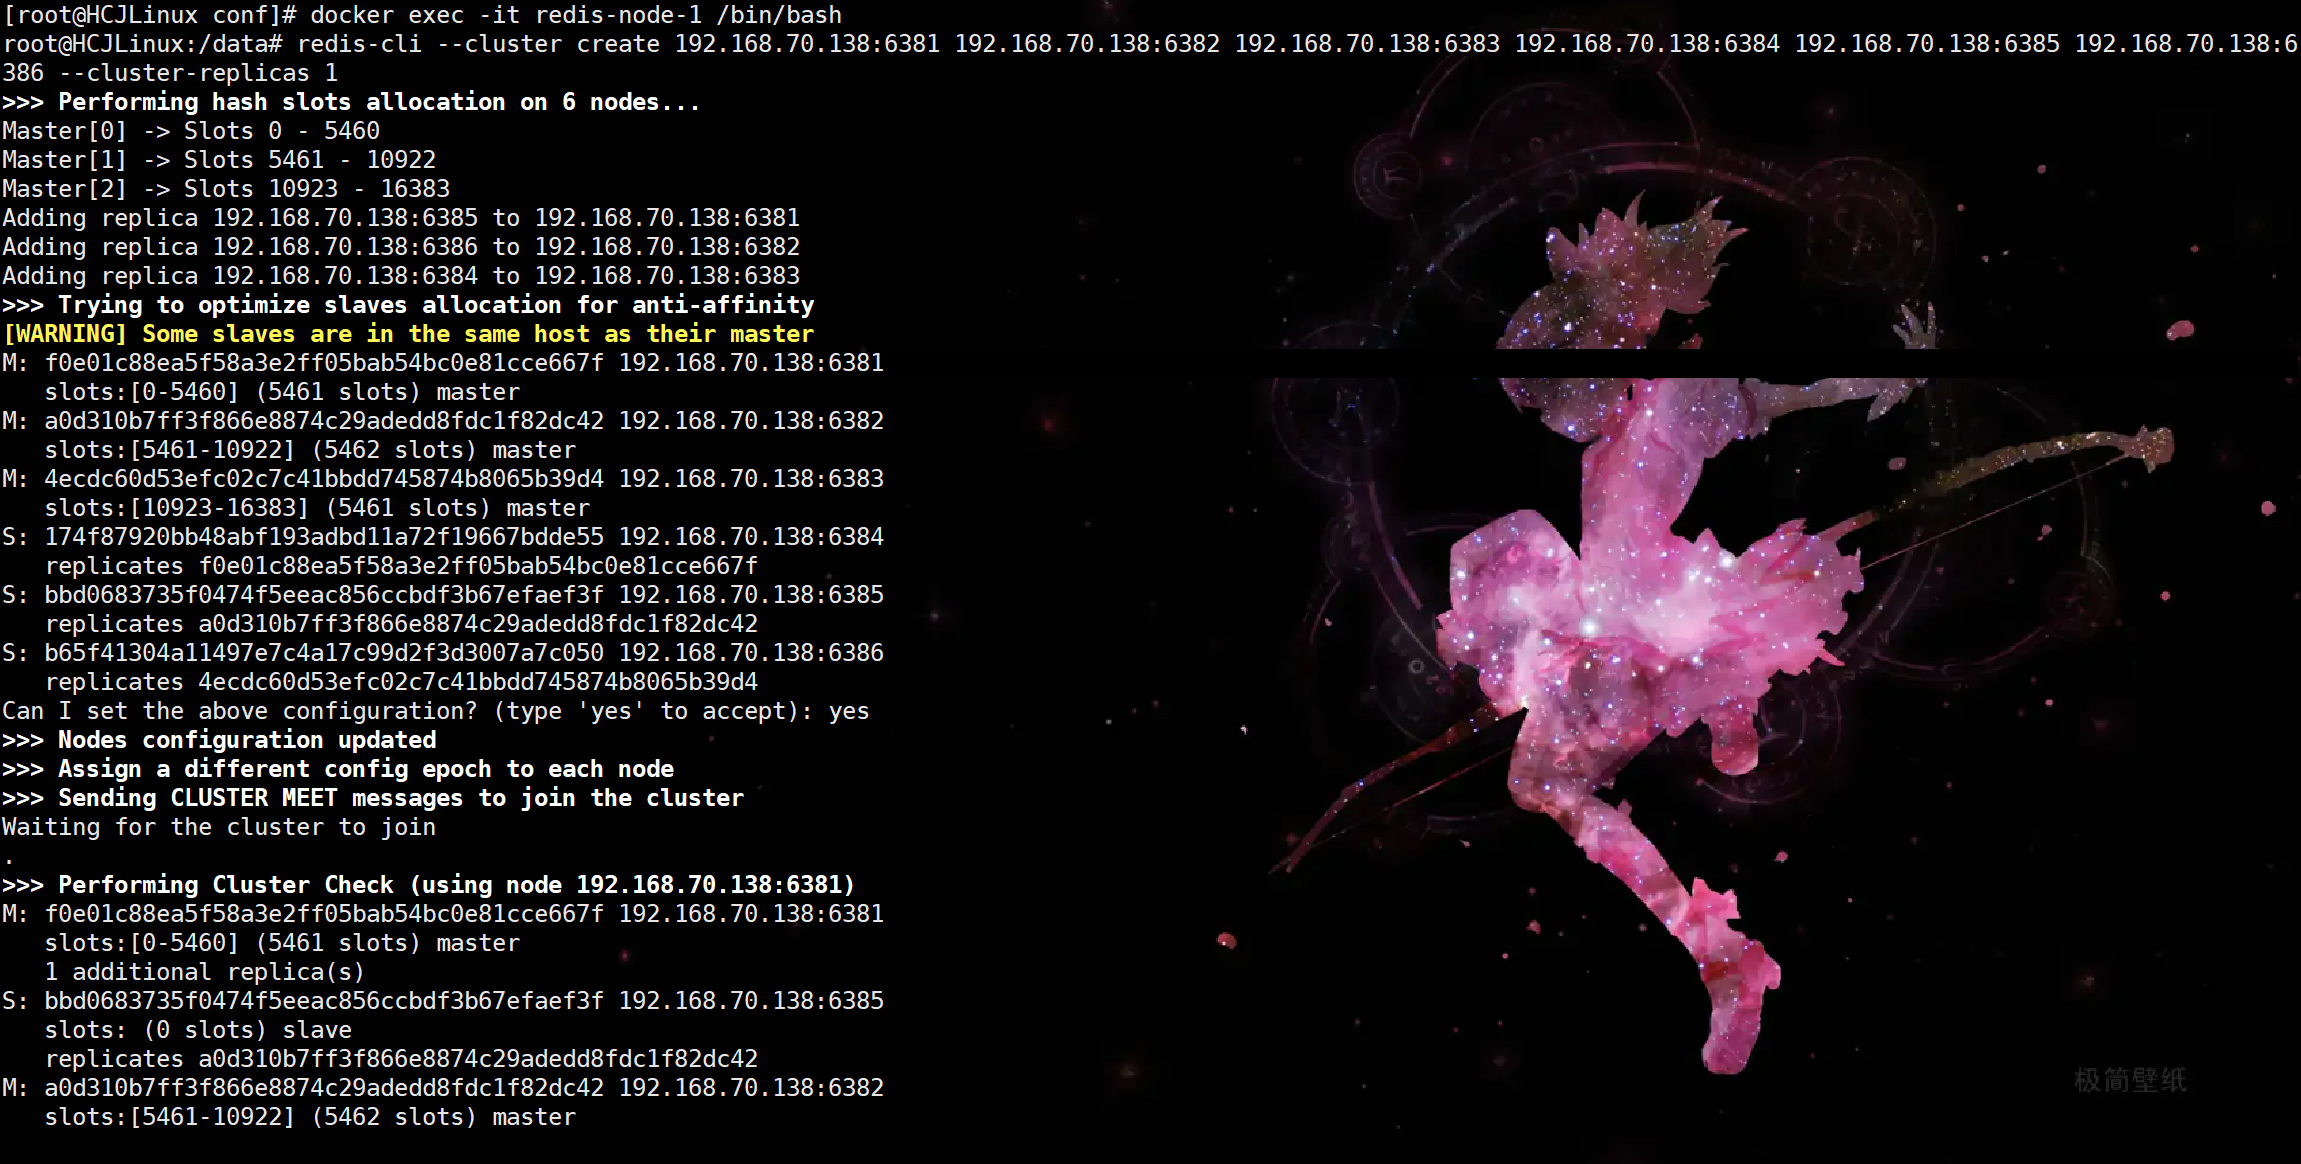 [root@HCJLinux conf]# docker exec -it redis-node-1 /bin/bash
root@HCJLinux:/data# redis-cli --cluster create 192.168.70.138:6381 192.168.70.138:6382 192.168.70.138:6383 192.168.70.138:6384 192.168.70.138:6385 192.168.70.138:6
386 --cluster-replicas 1
>>> Performing hash slots allocation on 6 nodes...
Master[0] -> Slots 0 - 5460
Master[1] -> Slots 5461 - 10922
Master[2] -> Slots 10923 - 16383
Adding replica 192.168.70.138:6385 to 192.168.70.138:6381
Adding replica 192.168.70.138:6386 to 192.168.70.138:6382
Adding replica 192.168.70.138:6384 to 192.168.70.138:6383
>>> Trying to optimize slaves allocation for anti-affinity
[WARNING] Some slaves are in the same host as their master
M: f0e01c88ea5f58a3e2ff05bab54bc0e81cce667f 192.168.70.138:6381
   slots:[0-5460] (5461 slots) master
M: a0d310b7ff3f866e8874c29adedd8fdc1f82dc42 192.168.70.138:6382
   slots:[5461-10922] (5462 slots) master
M: 4ecdc60d53efc02c7c41bbdd745874b8065b39d4 192.168.70.138:6383
   slots:[10923-16383] (5461 slots) master
S: 174f87920bb48abf193adbd11a72f19667bdde55 192.168.70.138:6384
   replicates f0e01c88ea5f58a3e2ff05bab54bc0e81cce667f
S: bbd0683735f0474f5eeac856ccbdf3b67efaef3f 192.168.70.138:6385
   replicates a0d310b7ff3f866e8874c29adedd8fdc1f82dc42
S: b65f41304a11497e7c4a17c99d2f3d3007a7c050 192.168.70.138:6386
   replicates 4ecdc60d53efc02c7c41bbdd745874b8065b39d4
Can I set the above configuration? (type 'yes' to accept): yes
>>> Nodes configuration updated
>>> Assign a different config epoch to each node
>>> Sending CLUSTER MEET messages to join the cluster
Waiting for the cluster to join
.
>>> Performing Cluster Check (using node 192.168.70.138:6381)
M: f0e01c88ea5f58a3e2ff05bab54bc0e81cce667f 192.168.70.138:6381
   slots:[0-5460] (5461 slots) master
   1 additional replica(s)
S: bbd0683735f0474f5eeac856ccbdf3b67efaef3f 192.168.70.138:6385
   slots: (0 slots) slave
   replicates a0d310b7ff3f866e8874c29adedd8fdc1f82dc42
M: a0d310b7ff3f866e8874c29adedd8fdc1f82dc42 192.168.70.138:6382
   slots:[5461-10922] (5462 slots) master
极简壁纸